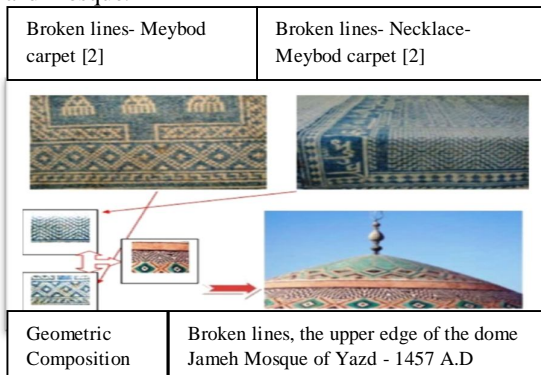 Broken lines- Meybod
carpet [2]
Broken lines- Necklace-
Meybod carpet [2]
Geometric
Composition
Broken lines, the upper edge of the dome
Jameh Mosque of Yazd - 1457 A.D